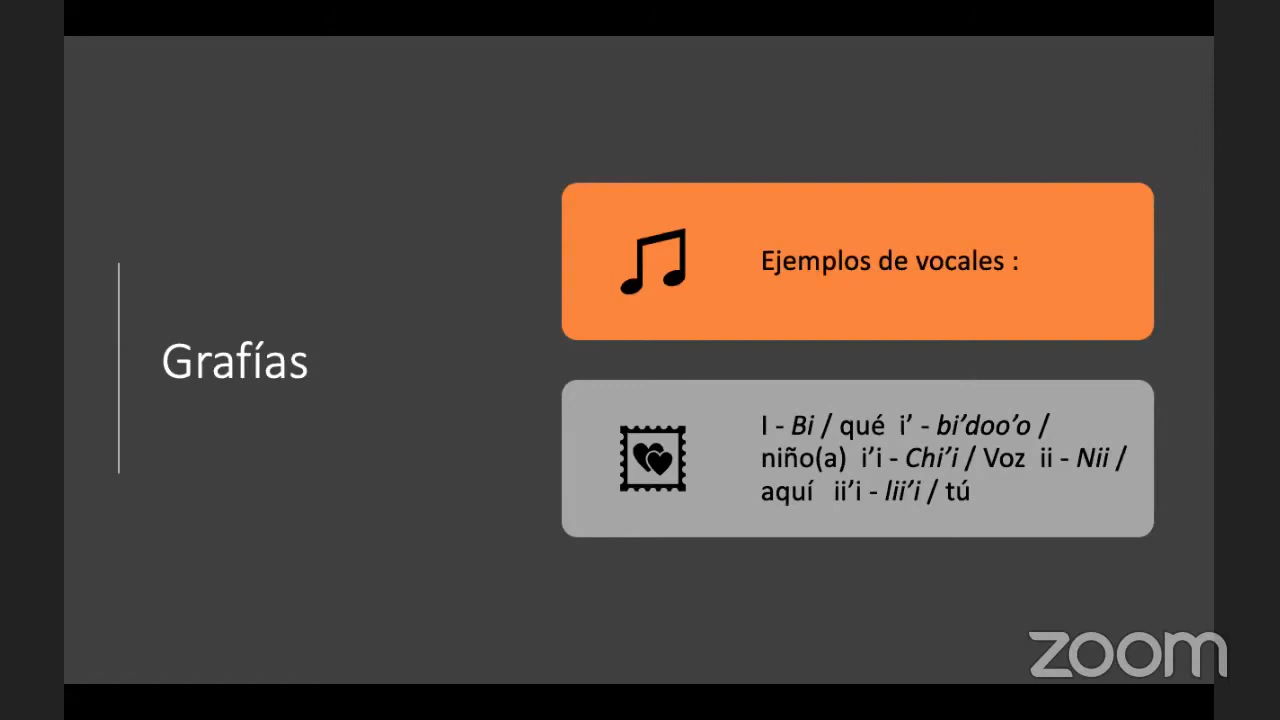 Grafías
Ejemplos de vocales :
I - Bi / qué  i’ - bi’doo’o /
niño(a)  i’i - Chi’i / Voz  ii - Nii /
aquí   ii’i - lii’i / tú
zoom